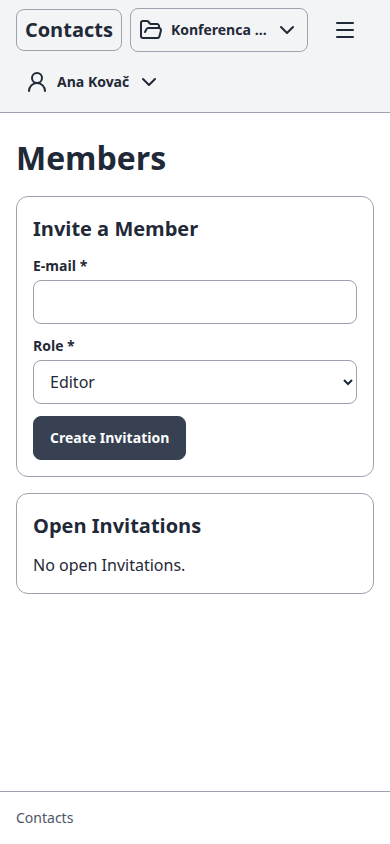 Contacts
Konferenca ...
Ana Kovač
Members
Invite a Member
E-mail *
Role *
Editor
Create Invitation
Open Invitations
No open Invitations.
Contacts